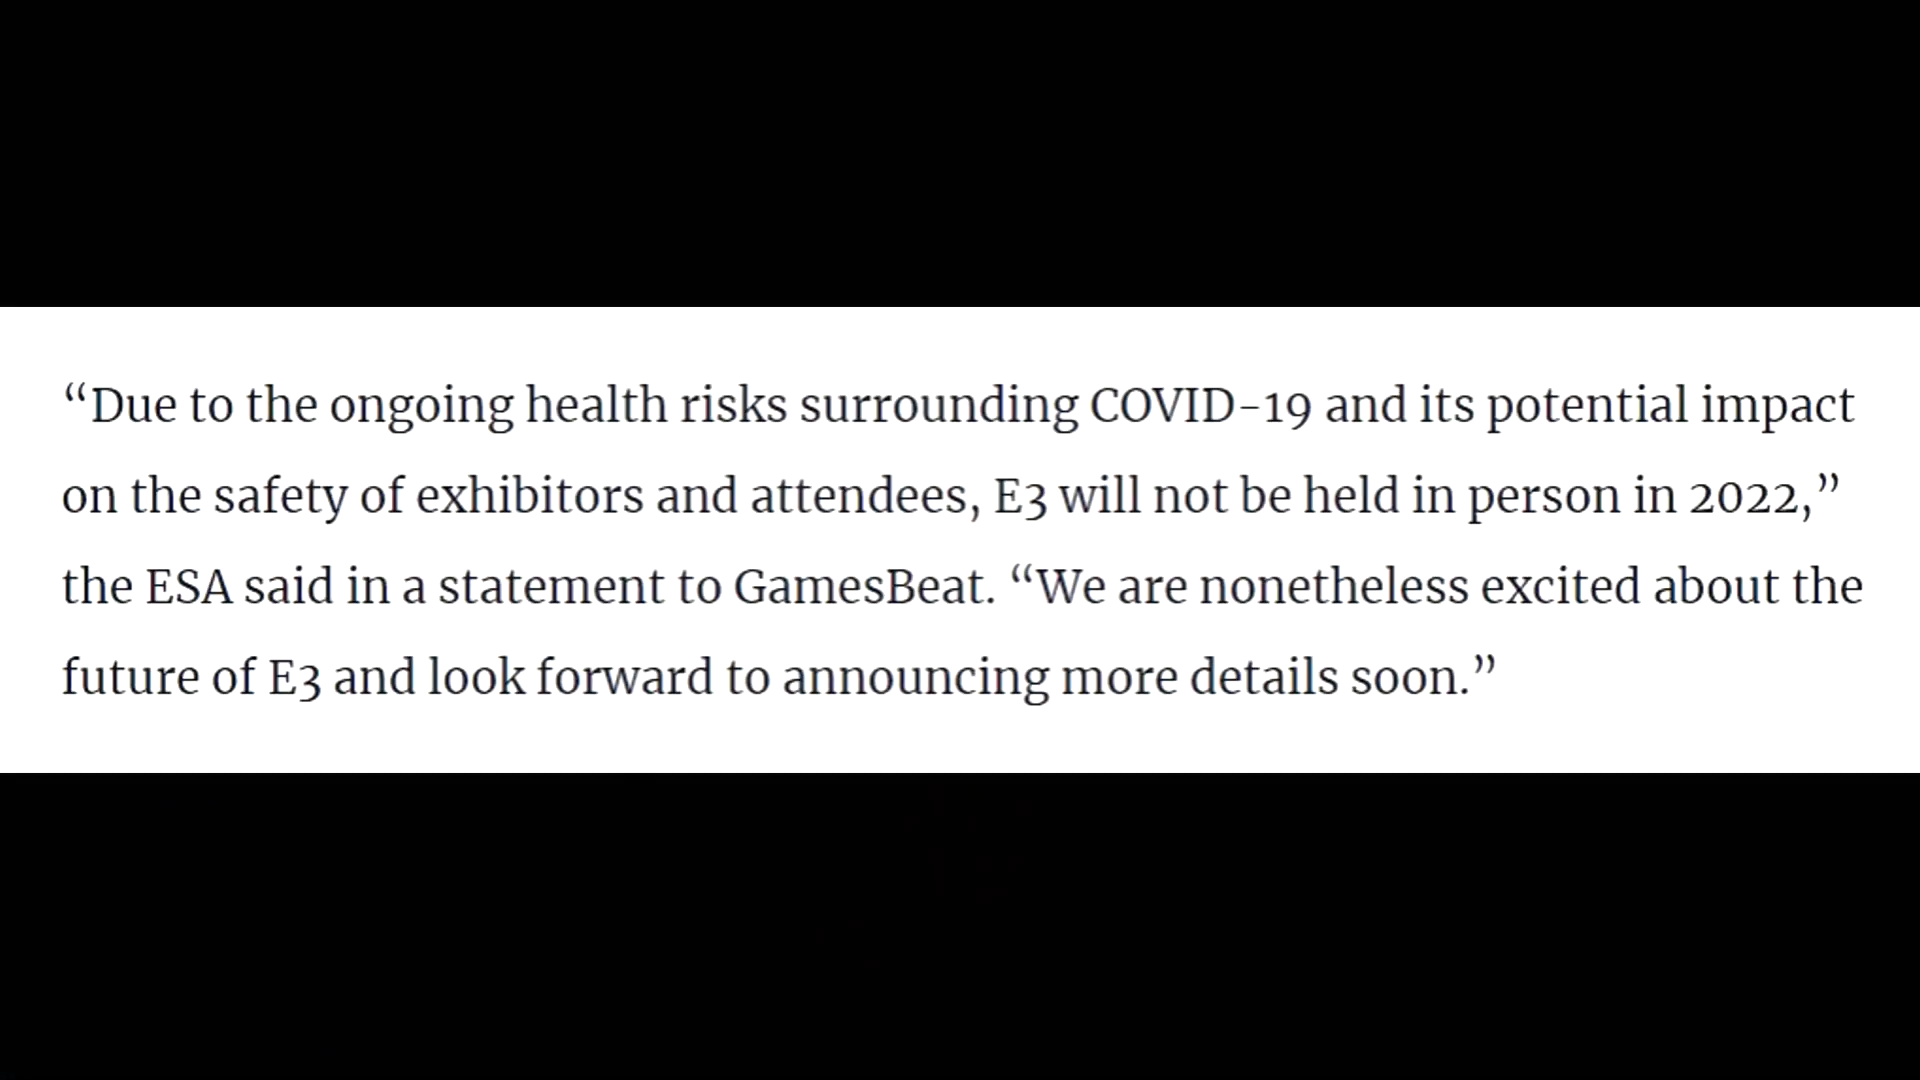 “Due to the ongoing health risks surrounding COVID-19 and its potential impact
on the safety of exhibitors and attendees, E3 will not be held in person in 2022,”
the ESA said in a statement to GamesBeat. “We are nonetheless excited about the
future of E3 and look forward to announcing more details soon.”